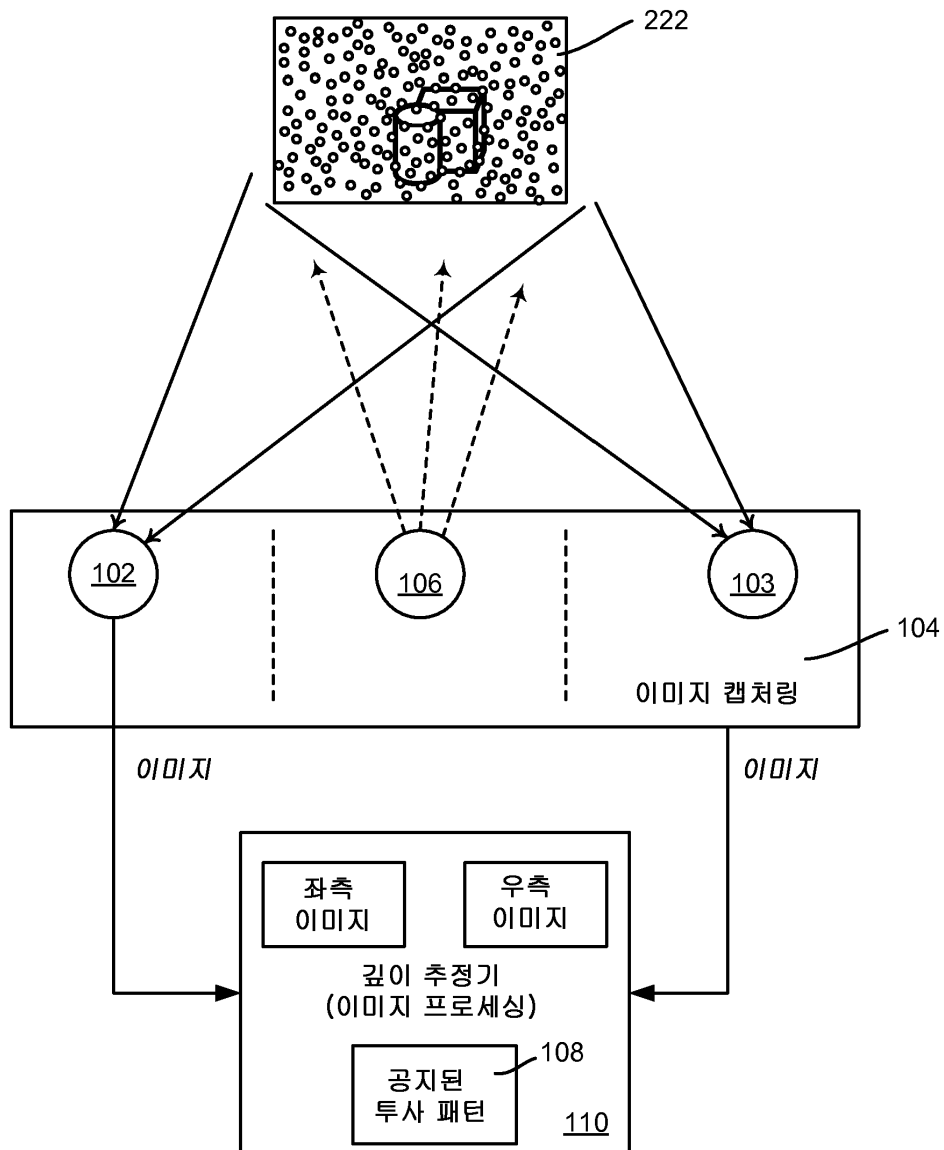 222
102
106
103
104
이미지 캡처링
이미지
이미지
좌측
이미지
우측
이미지
깊이 추정기
(이미지 프로세싱)
108
공지된
투사 패턴
110